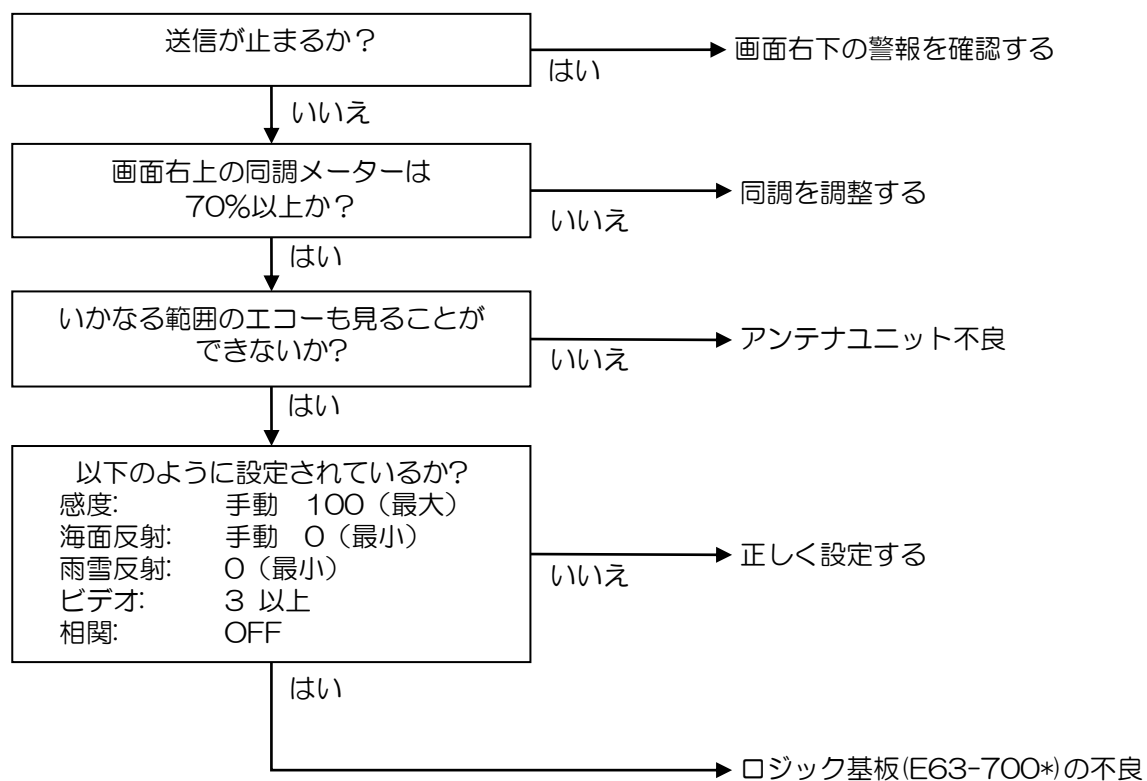 送信が止まるか？
はい
画面右下の警報を確認する
いいえ
画面右上の同調メーターは
70%以上か？
いいえ
同調を調整する
はい
いかなる範囲のエコーも見ることが
できないか?
いいえ
アンテナユニット不良
はい
以下のように設定されているか?
感度: 手動 100（最大）
海面反射: 手動 0（最小）
雨雪反射: 0（最小）
ビデオ: 3 以上
相関: OFF
いいえ
正しく設定する
はい
ロジック基板(E63-700*)の不良